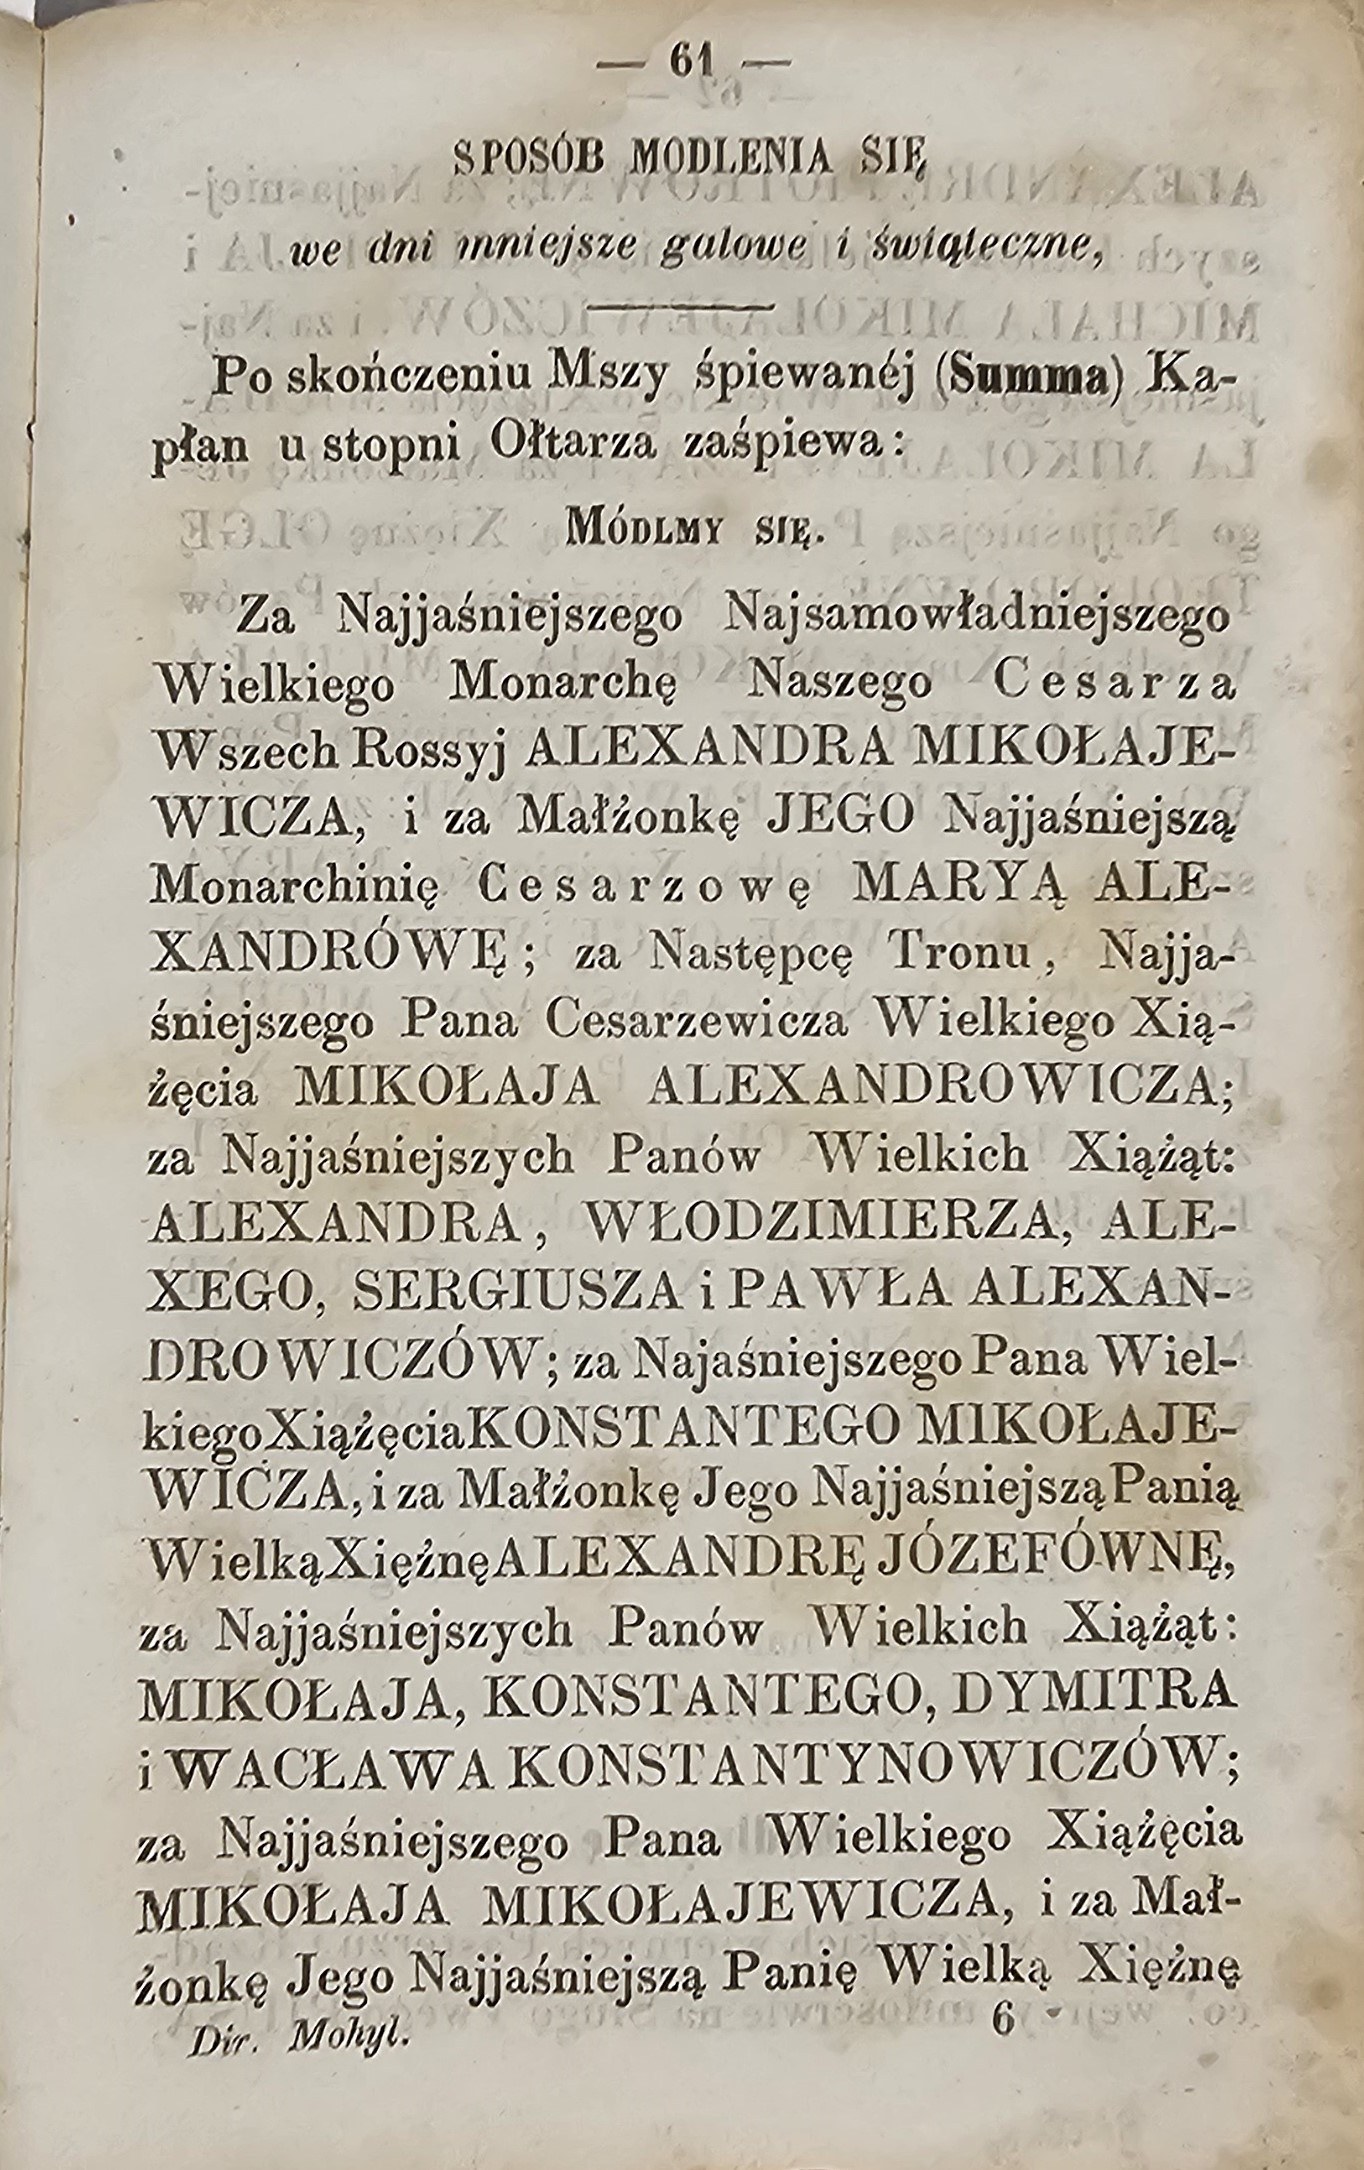 — 61 —
SPOSÓB MODLENIA SIĘ
we dni mniejsze galowe i świąteczne,
Po skończeniu Mszy śpiewanéj (Summa) Ka-
płan u stopni Ołtarza zaśpiewa:
MÓDLMY SIĘ.
Za Najjaśniejszego Najsamowładniejszego
Wielkiego Monarchę Naszego Cesarza
Wszech Rossyj ALEXANDRA MIKOŁAJE-
WICZA, i za Małżonkę JEGO Najjaśniejszą
Monarchinię Cesarzowę MARYĄ ALE-
XANDRÓWĘ; za Następcę Tronu, Najja-
śniejszego Pana Cesarzewicza Wielkiego Xią-
żęcia MIKOŁAJA ALEXANDROWICZA;
za Najjaśniejszych Panów Wielkich Xiążąt:
ALEXANDRA, WŁODZIMIERZA, ALE-
XEGO, SERGIUSZA i PAWŁA ALEXAN-
DROWICZÓW; za Najaśniejszego Pana Wiel-
kiego Xiążęcia KONSTANTEGO MIKOŁAJE-
WICZA, i za Małżonkę Jego Najjaśniejszą Panią
Wielką Xiężnę ALEXANDRĘ JÓZEFÓWNĘ,
za Najjaśniejszych Panów Wielkich Xiążąt:
MIKOŁAJA, KONSTANTEGO, DYMITRA
i WACŁAWA KONSTANTYNOWICZÓW;
za Najjaśniejszego Pana Wielkiego Xiążęcia
MIKOŁAJA MIKOŁAJEWICZA, i za Mał-
żonkę Jego Najjaśniejszą Panię Wielką Xiężnę
Dir. Mohyl. 6